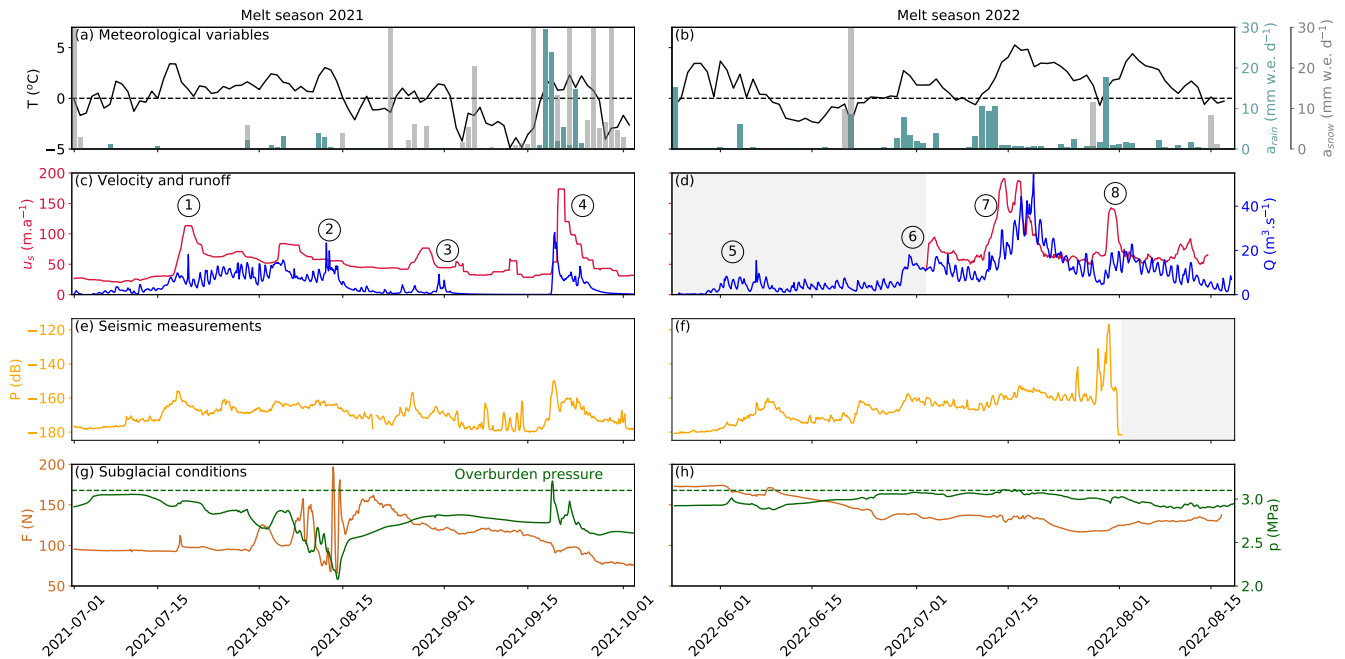 Melt season 2021
Melt season 2022
(a) Meteorological variables
(b)
5
0
−5
T (°C)
30
20
10
0
a_rain (mm w.e. d⁻¹)
30
20
10
0
a_snow (mm w.e. d⁻¹)
(c) Velocity and runoff
(d)
200
150
100
50
0
u_s (m.a⁻¹)
1
2
3
4
5
6
7
8
40
20
0
Q (m³.s⁻¹)
(e) Seismic measurements
(f)
−120
−140
−160
−180
P (dB)
(g) Subglacial conditions
Overburden pressure
(h)
200
150
100
50
F (N)
3.0
2.5
2.0
p (MPa)
2021-07-01
2021-07-15
2021-08-01
2021-08-15
2021-09-01
2021-09-15
2021-10-01
2022-06-01
2022-06-15
2022-07-01
2022-07-15
2022-08-01
2022-08-15